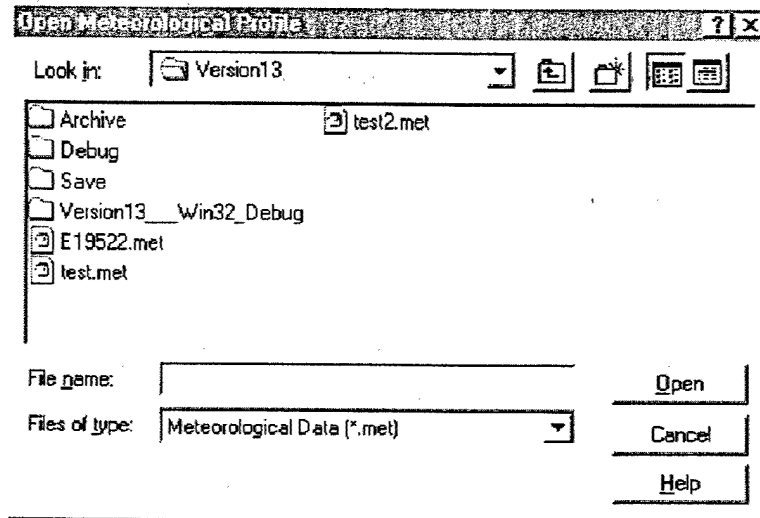 Open Meteorological Profile
Look in: Version13
Archive
Debug
Save
Version13___Win32_Debug
E19522.met
test.met
test2.met
File name:
Open
Files of type: Meteorological Data (*.met)
Cancel
Help